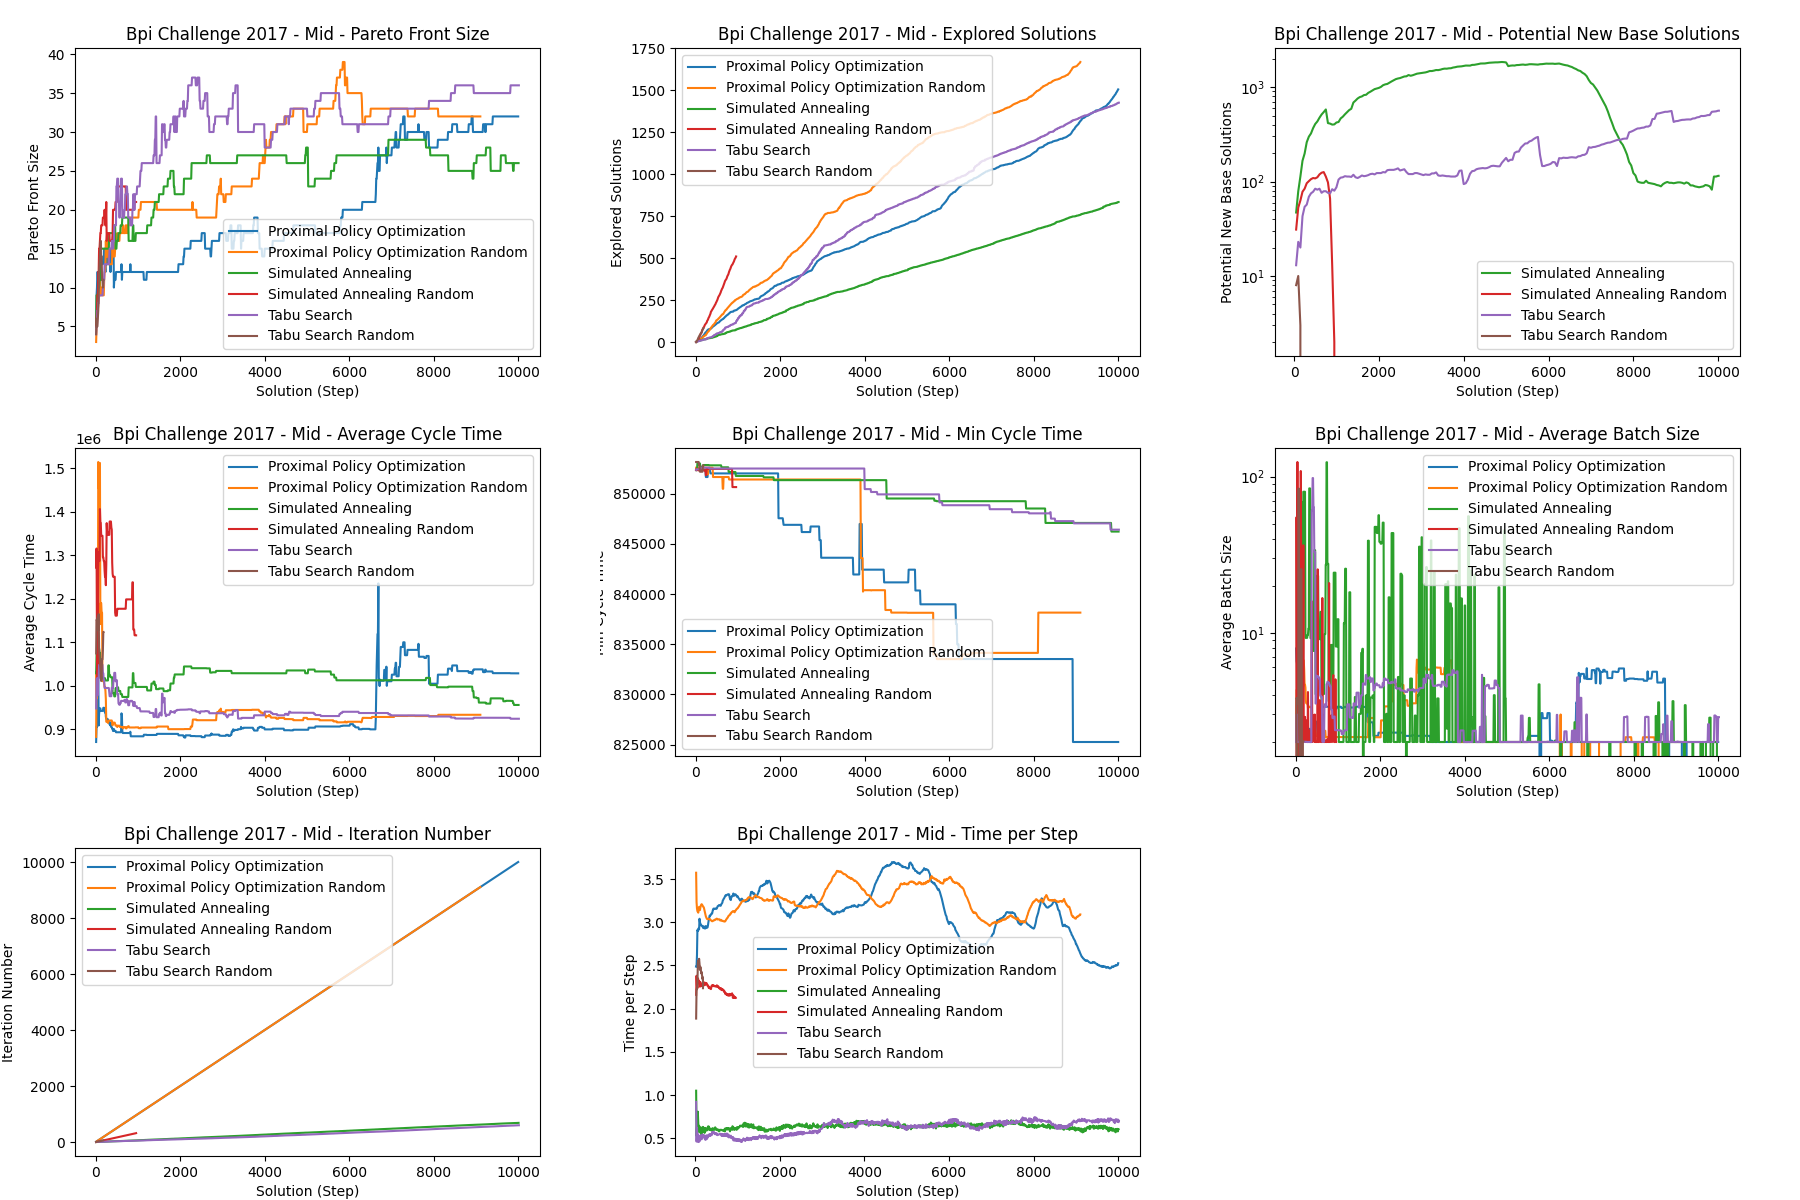 Bpi Challenge 2017 - Mid - Pareto Front Size
Pareto Front Size
40
35
30
25
20
15
10
5
Proximal Policy Optimization
Proximal Policy Optimization Random
Simulated Annealing
Simulated Annealing Random
Tabu Search
Tabu Search Random
0 2000 4000 6000 8000 10000
Solution (Step)
Bpi Challenge 2017 - Mid - Explored Solutions
Explored Solutions
1750
1500
1250
1000
750
500
250
0
Proximal Policy Optimization
Proximal Policy Optimization Random
Simulated Annealing
Simulated Annealing Random
Tabu Search
Tabu Search Random
0 2000 4000 6000 8000 10000
Solution (Step)
Bpi Challenge 2017 - Mid - Potential New Base Solutions
Potential New Base Solutions
10³
10²
10¹
Simulated Annealing
Simulated Annealing Random
Tabu Search
Tabu Search Random
0 2000 4000 6000 8000 10000
Solution (Step)
Bpi Challenge 2017 - Mid - Average Cycle Time
1e6
Average Cycle Time
1.5
1.4
1.3
1.2
1.1
1.0
0.9
Proximal Policy Optimization
Proximal Policy Optimization Random
Simulated Annealing
Simulated Annealing Random
Tabu Search
Tabu Search Random
0 2000 4000 6000 8000 10000
Solution (Step)
Bpi Challenge 2017 - Mid - Min Cycle Time
Min Cycle Time
850000
845000
840000
835000
830000
825000
Proximal Policy Optimization
Proximal Policy Optimization Random
Simulated Annealing
Simulated Annealing Random
Tabu Search
Tabu Search Random
0 2000 4000 6000 8000 10000
Solution (Step)
Bpi Challenge 2017 - Mid - Average Batch Size
Average Batch Size
10²
10¹
Proximal Policy Optimization
Proximal Policy Optimization Random
Simulated Annealing
Simulated Annealing Random
Tabu Search
Tabu Search Random
0 2000 4000 6000 8000 10000
Solution (Step)
Bpi Challenge 2017 - Mid - Iteration Number
Iteration Number
10000
8000
6000
4000
2000
0
Proximal Policy Optimization
Proximal Policy Optimization Random
Simulated Annealing
Simulated Annealing Random
Tabu Search
Tabu Search Random
0 2000 4000 6000 8000 10000
Solution (Step)
Bpi Challenge 2017 - Mid - Time per Step
Time per Step
3.5
3.0
2.5
2.0
1.5
1.0
0.5
Proximal Policy Optimization
Proximal Policy Optimization Random
Simulated Annealing
Simulated Annealing Random
Tabu Search
Tabu Search Random
0 2000 4000 6000 8000 10000
Solution (Step)